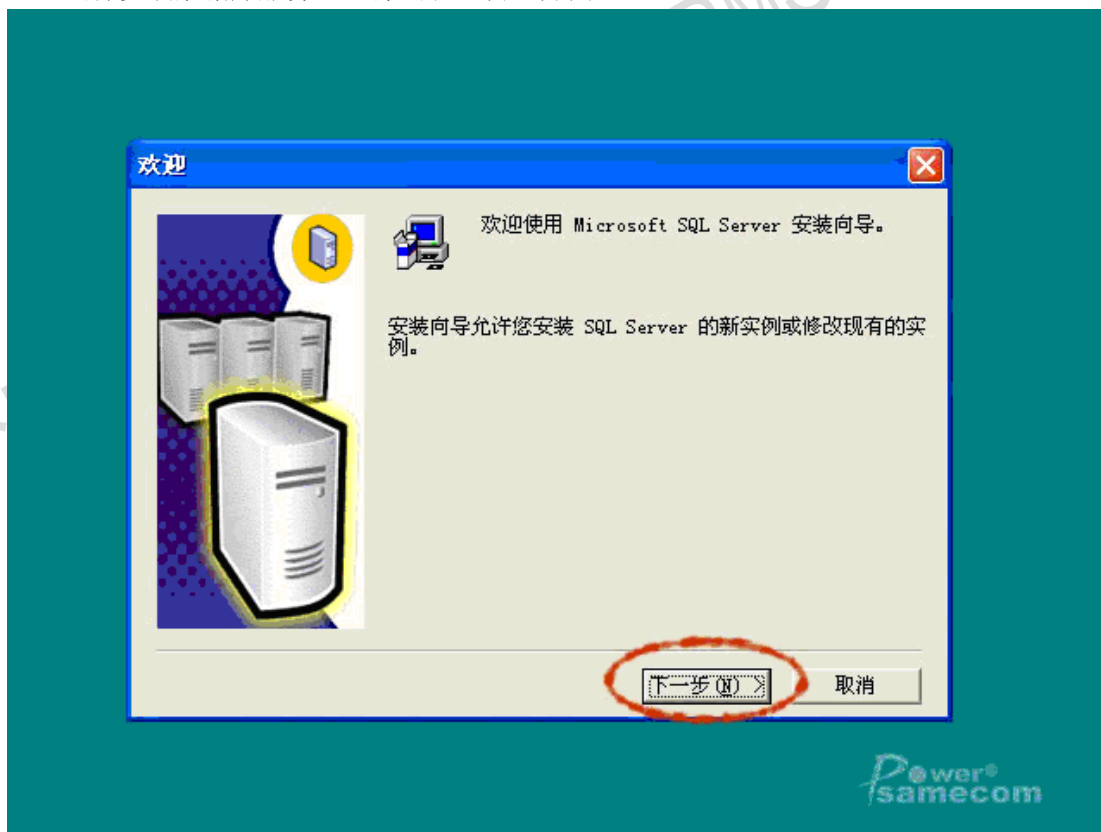 欢迎
欢迎使用 Microsoft SQL Server 安装向导。
安装向导允许您安装 SQL Server 的新实例或修改现有的实
例。
下一步(N) >
取消
Power®
samecom